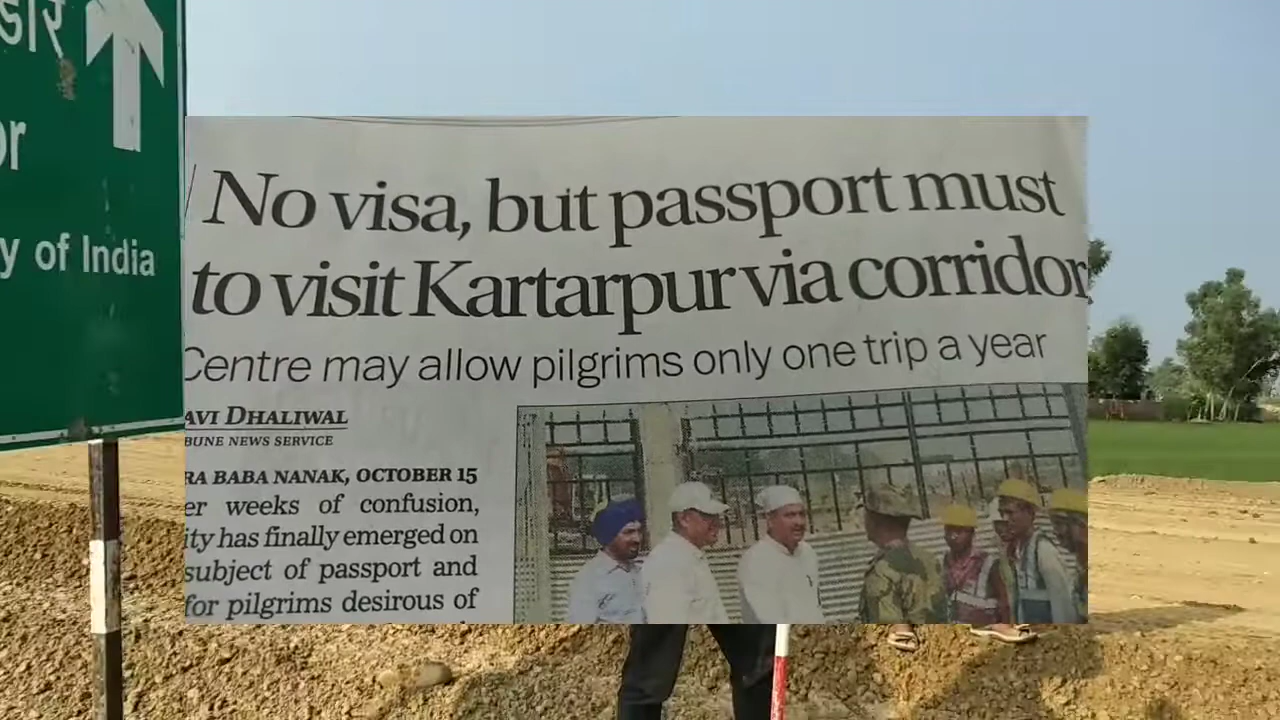 डोर
or
y of India
No visa, but passport must
to visit Kartarpur via corridor
Centre may allow pilgrims only one trip a year
AVI DHALIWAL
BUNE NEWS SERVICE
RA BABA NANAK, OCTOBER 15
er weeks of confusion,
ity has finally emerged on
subject of passport and
for pilgrims desirous of